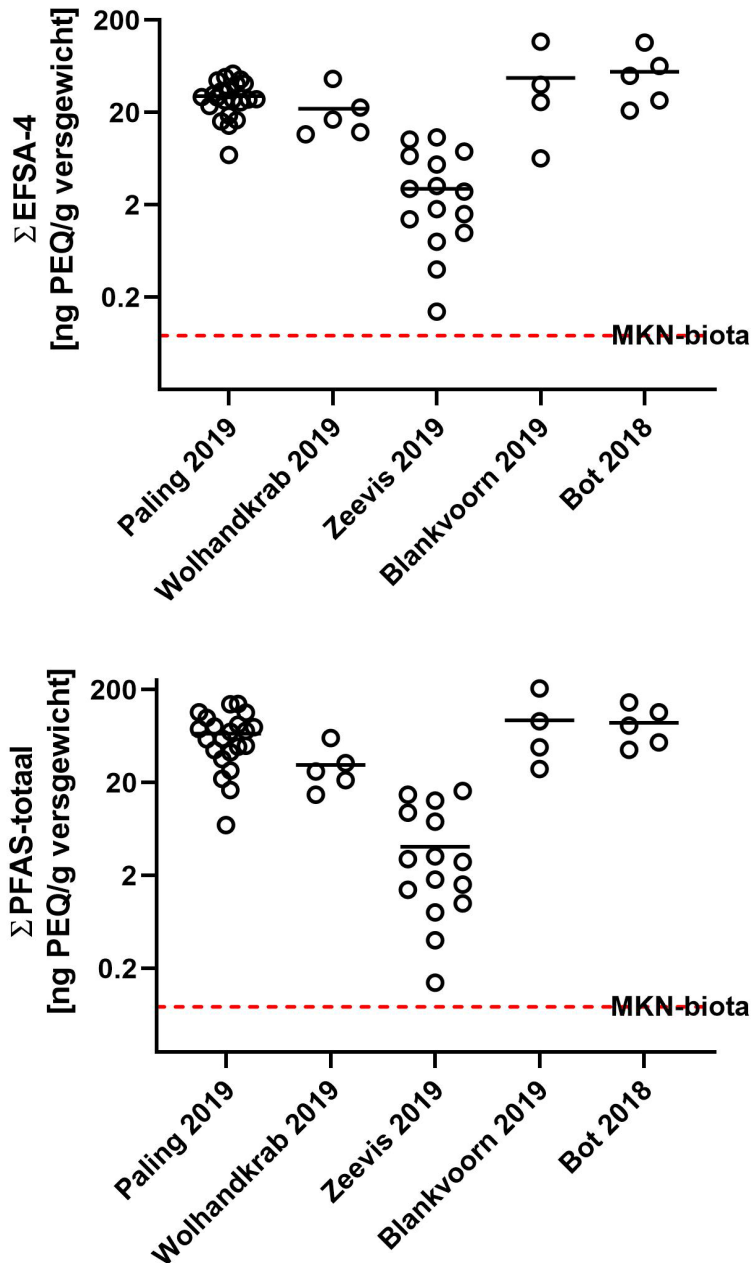 ΣEFSA-4
[ng PEQ/g versgewicht]
200
20
2
0.2
MKN-biota
Paling 2019
Wolhandkrab 2019
Zeevis 2019
Blankvoorn 2019
Bot 2018
ΣPFAS-totaal
[ng PEQ/g versgewicht]
200
20
2
0.2
MKN-biota
Paling 2019
Wolhandkrab 2019
Zeevis 2019
Blankvoorn 2019
Bot 2018